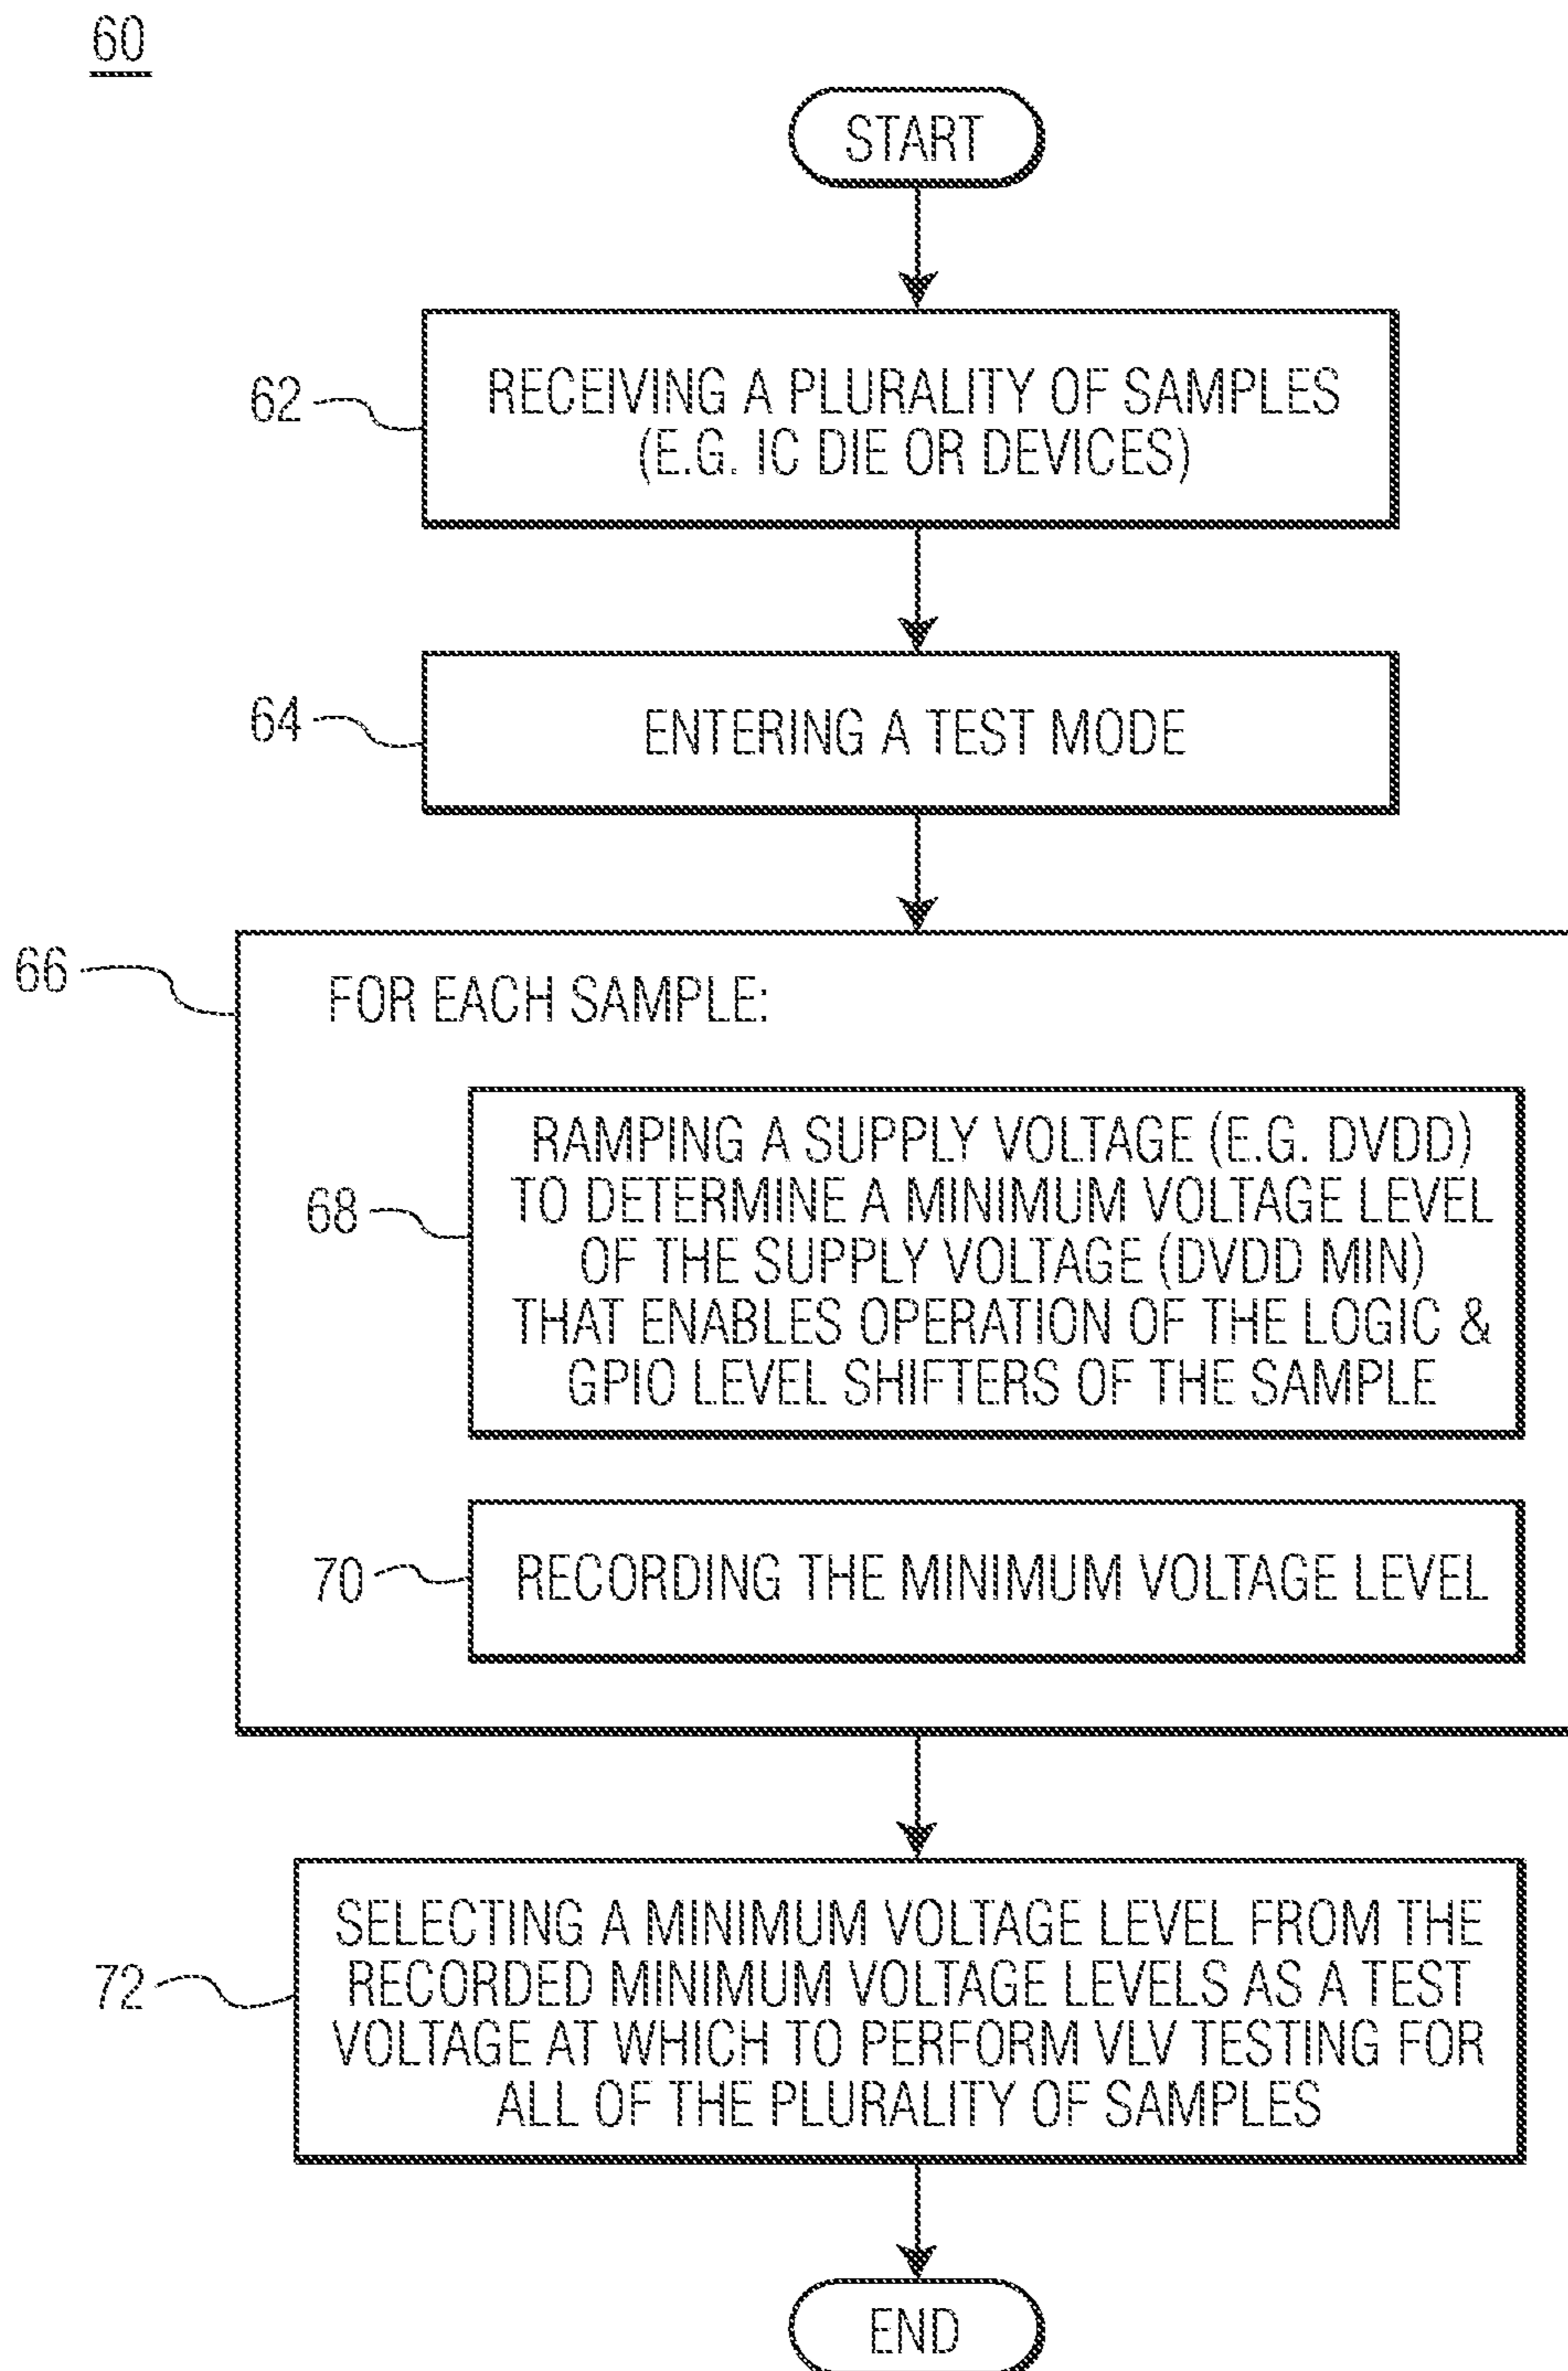 60
START
62
RECEIVING A PLURALITY OF SAMPLES
(E.G. IC DIE OR DEVICES)
64
ENTERING A TEST MODE
66
FOR EACH SAMPLE:
68
RAMPING A SUPPLY VOLTAGE (E.G. DVDD)
TO DETERMINE A MINIMUM VOLTAGE LEVEL
OF THE SUPPLY VOLTAGE (DVDD MIN)
THAT ENABLES OPERATION OF THE LOGIC &
GPIO LEVEL SHIFTERS OF THE SAMPLE
70
RECORDING THE MINIMUM VOLTAGE LEVEL
72
SELECTING A MINIMUM VOLTAGE LEVEL FROM THE
RECORDED MINIMUM VOLTAGE LEVELS AS A TEST
VOLTAGE AT WHICH TO PERFORM VLV TESTING FOR
ALL OF THE PLURALITY OF SAMPLES
END